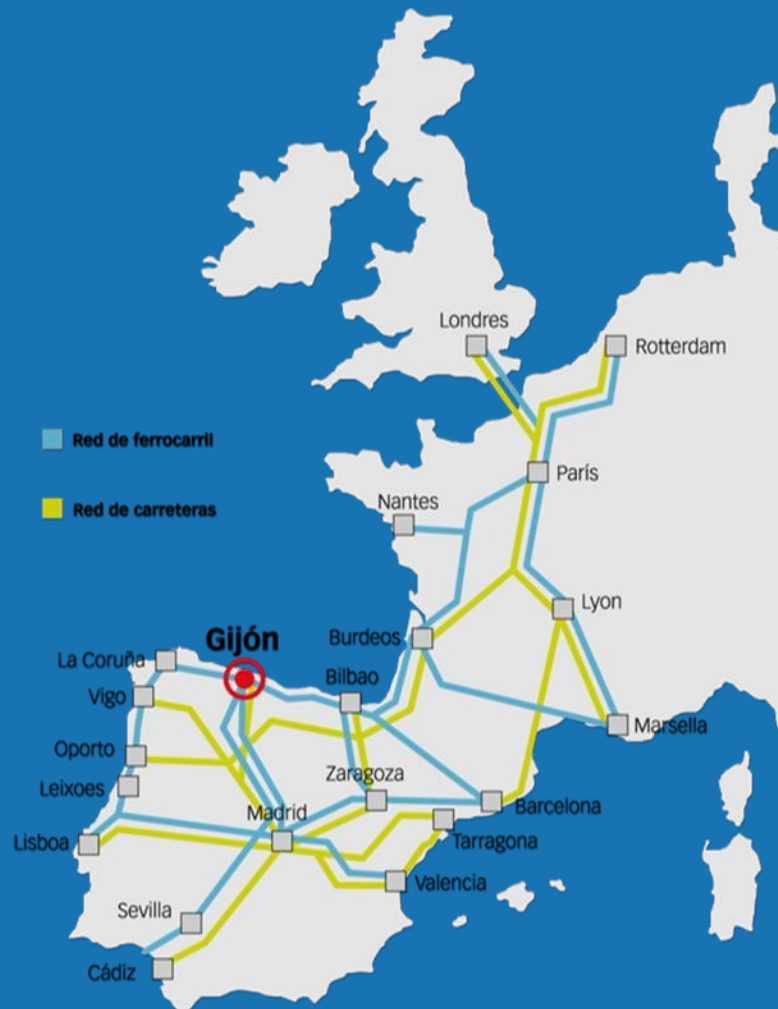 Londres
Rotterdam
Red de ferrocarril
París
Nantes
Red de carreteras
Lyon
Gijón
Burdeos
La Coruña
Bilbao
Vigo
Marsella
Oporto
Zaragoza
Leixoes
Barcelona
Madrid
Lisboa
Tarragona
Valencia
Sevilla
Cádiz